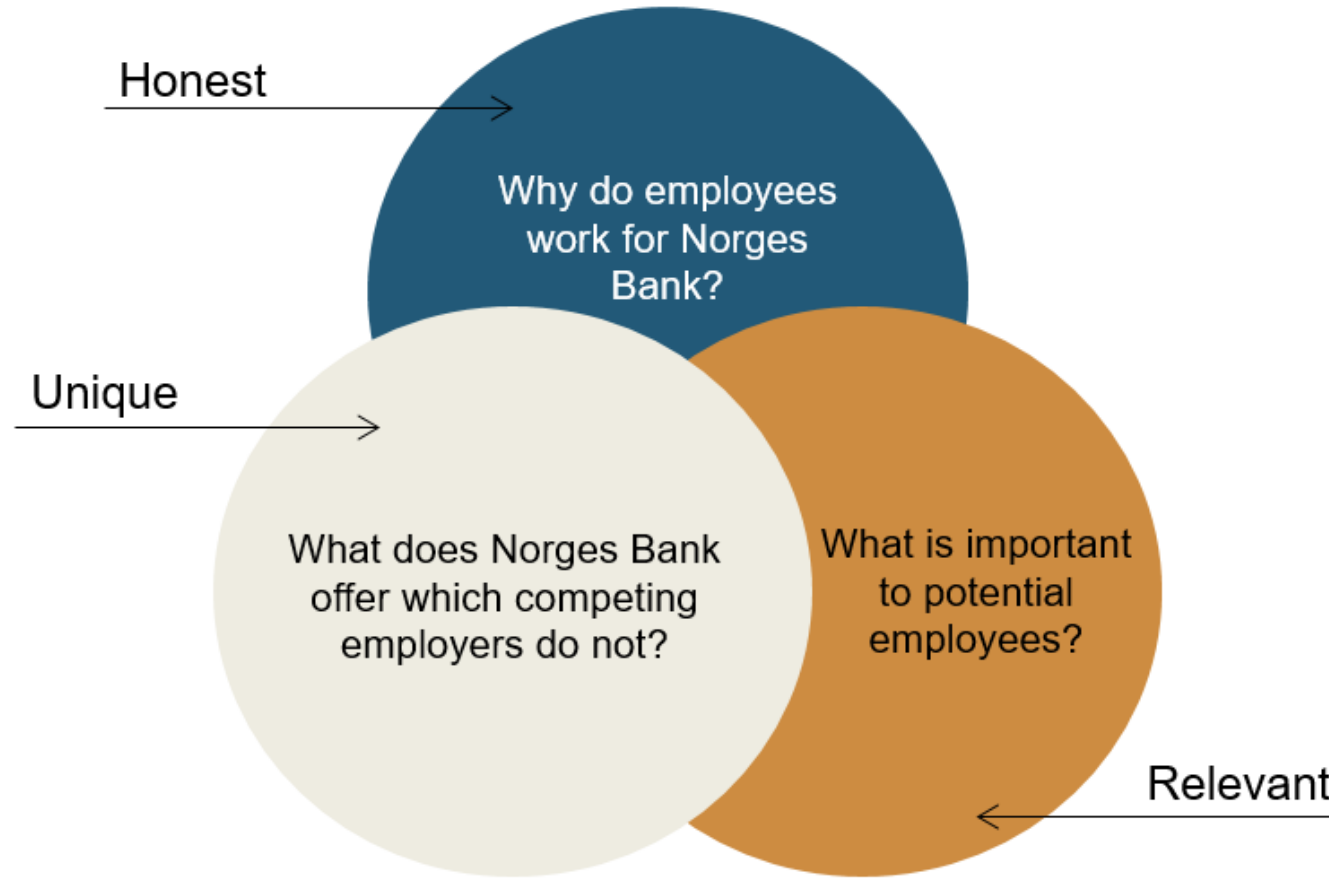 Honest
Why do employees
work for Norges
Bank?
Unique
What does Norges Bank
offer which competing
employers do not?
What is important
to potential
employees?
Relevant